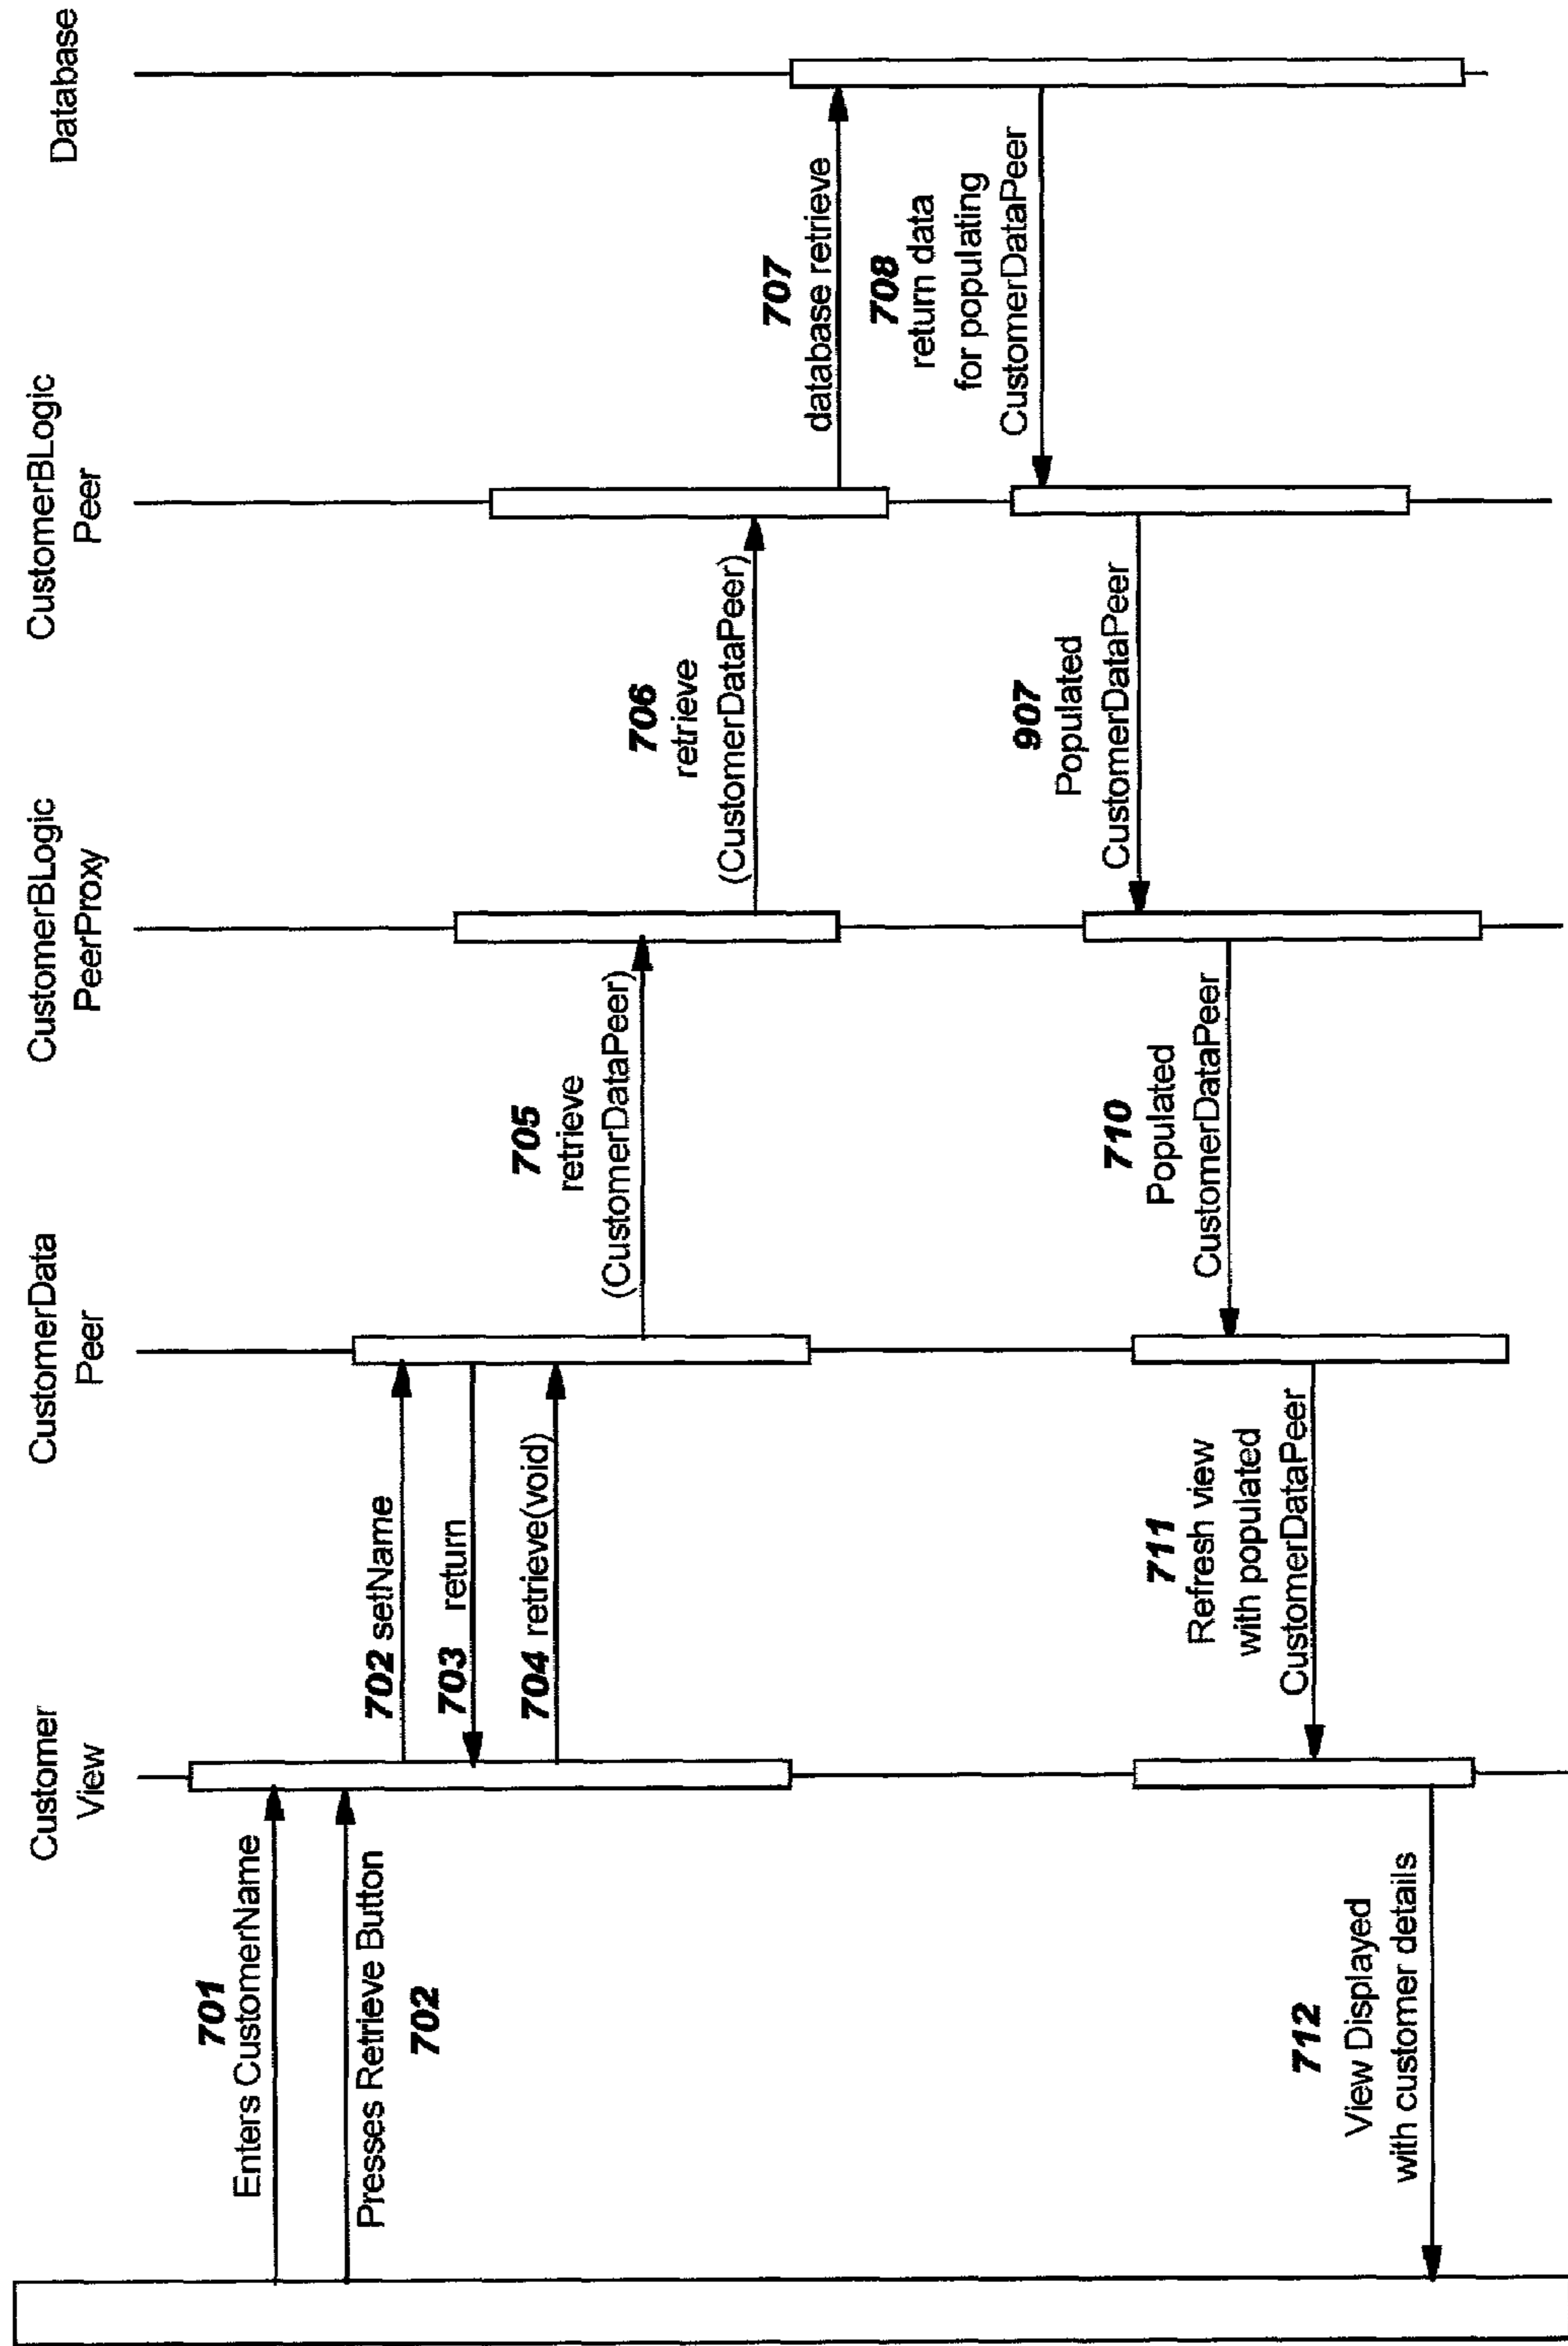 Customer
View
CustomerData
Peer
CustomerBLogic
PeerProxy
CustomerBLogic
Peer
Database
701
Enters CustomerName
Presses Retrieve Button
702
702 setName
703 return
704 retrieve(void)
705
retrieve
(CustomerDataPeer)
706
retrieve
(CustomerDataPeer)
707
database retrieve
708
return data
for populating
CustomerDataPeer
907
Populated
CustomerDataPeer
710
Populated
CustomerDataPeer
711
Refresh view
with populated
CustomerDataPeer
712
View Displayed
with customer details